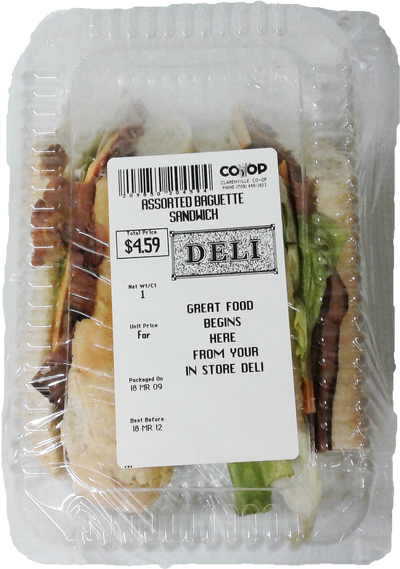 CO-OP
CLARENVILLE CO-OP
ASSORTED BAGUETTE
SANDWICH
Total Price
$4.59
DELI
Net Wt/Ct
1
GREAT FOOD
BEGINS
HERE
FROM YOUR
IN STORE DELI
Unit Price
For
Packaged On
18 MR 09
Best Before
18 MR 12